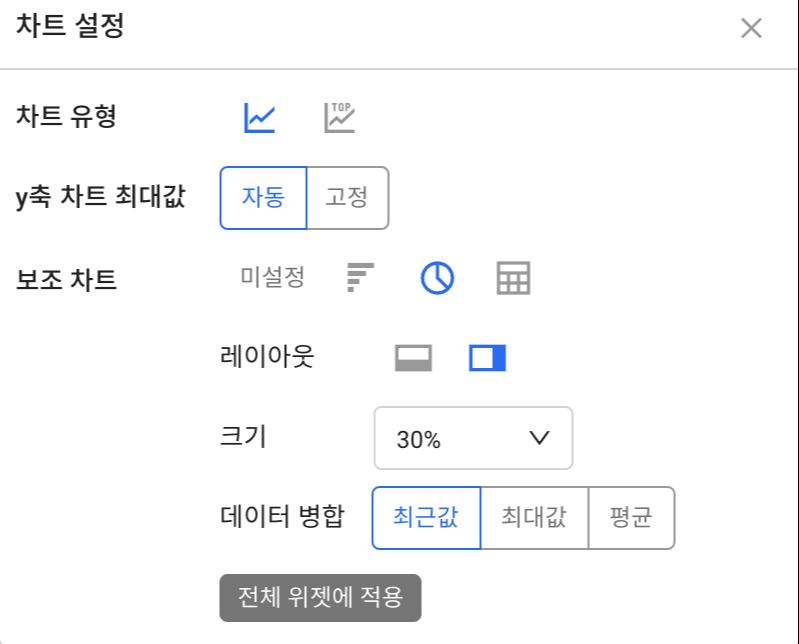 차트 설정
차트 유형
TOP
y축 차트 최대값 자동 고정
보조 차트 미설정
레이아웃
크기 30%
데이터 병합 최근값 최대값 평균
전체 위젯에 적용